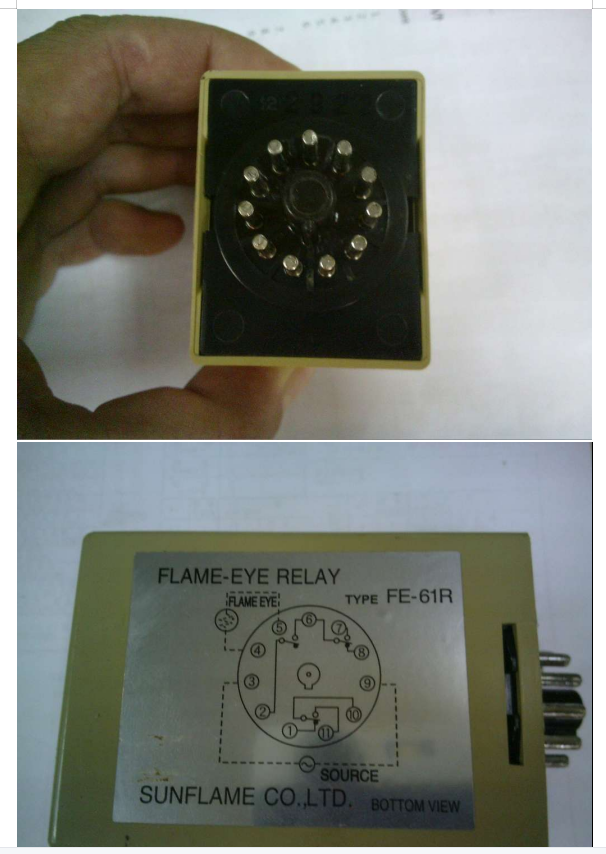 FLAME-EYE RELAY
TYPE FE-61R
FLAME EYE
⑤ ⑥ ⑦
④ ⑧
③ ⑨
② ⑩
① ⑪
SOURCE
SUNFLAME CO.,LTD.
BOTTOM VIEW